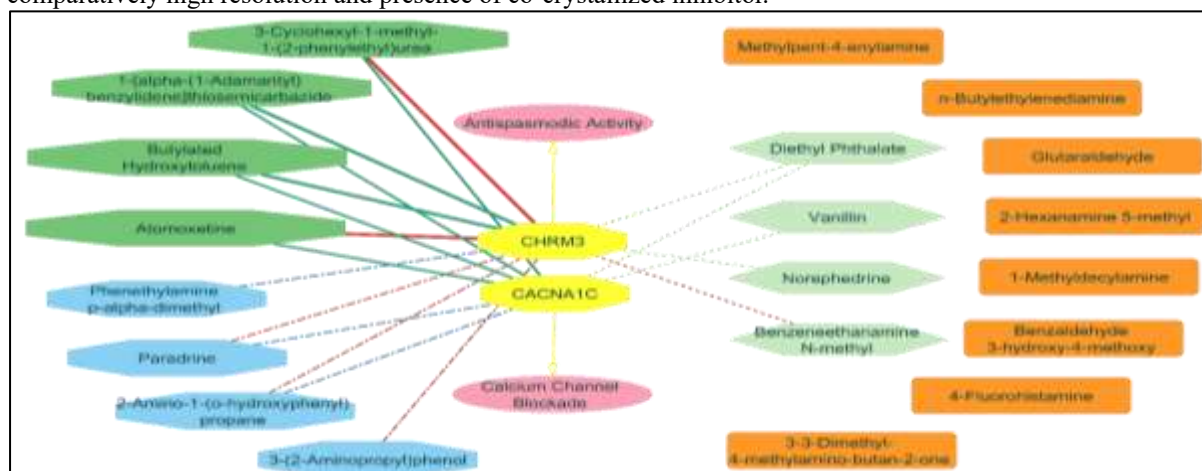 comparatively high resolution and presence of co-crystallized inhibitor.
3-Cyclohexyl-1-methyl-
1-(2-phenylethyl)urea
1-[alpha-(1-Adamantyl)
benzylidene]thiosemicarbazide
Butylated
Hydroxytoluene
Atomoxetine
Phenethylamine
p-alpha-dimethyl
Paradrine
2-Amino-1-(o-hydroxyphenyl)
propane
3-(2-Aminopropyl)phenol
Antispasmodic Activity
CHRM3
CACNA1C
Calcium Channel
Blockade
Diethyl Phthalate
Vanillin
Norephedrine
Benzeneethanamine
N-methyl
Methylpent-4-enylamine
n-Butylethylenediamine
Glutaraldehyde
2-Hexanamine 5-methyl
1-Methyldecylamine
Benzaldehyde
3-hydroxy-4-methoxy
4-Fluorohistamine
3-3-Dimethyl-
4-methylamino-butan-2-one